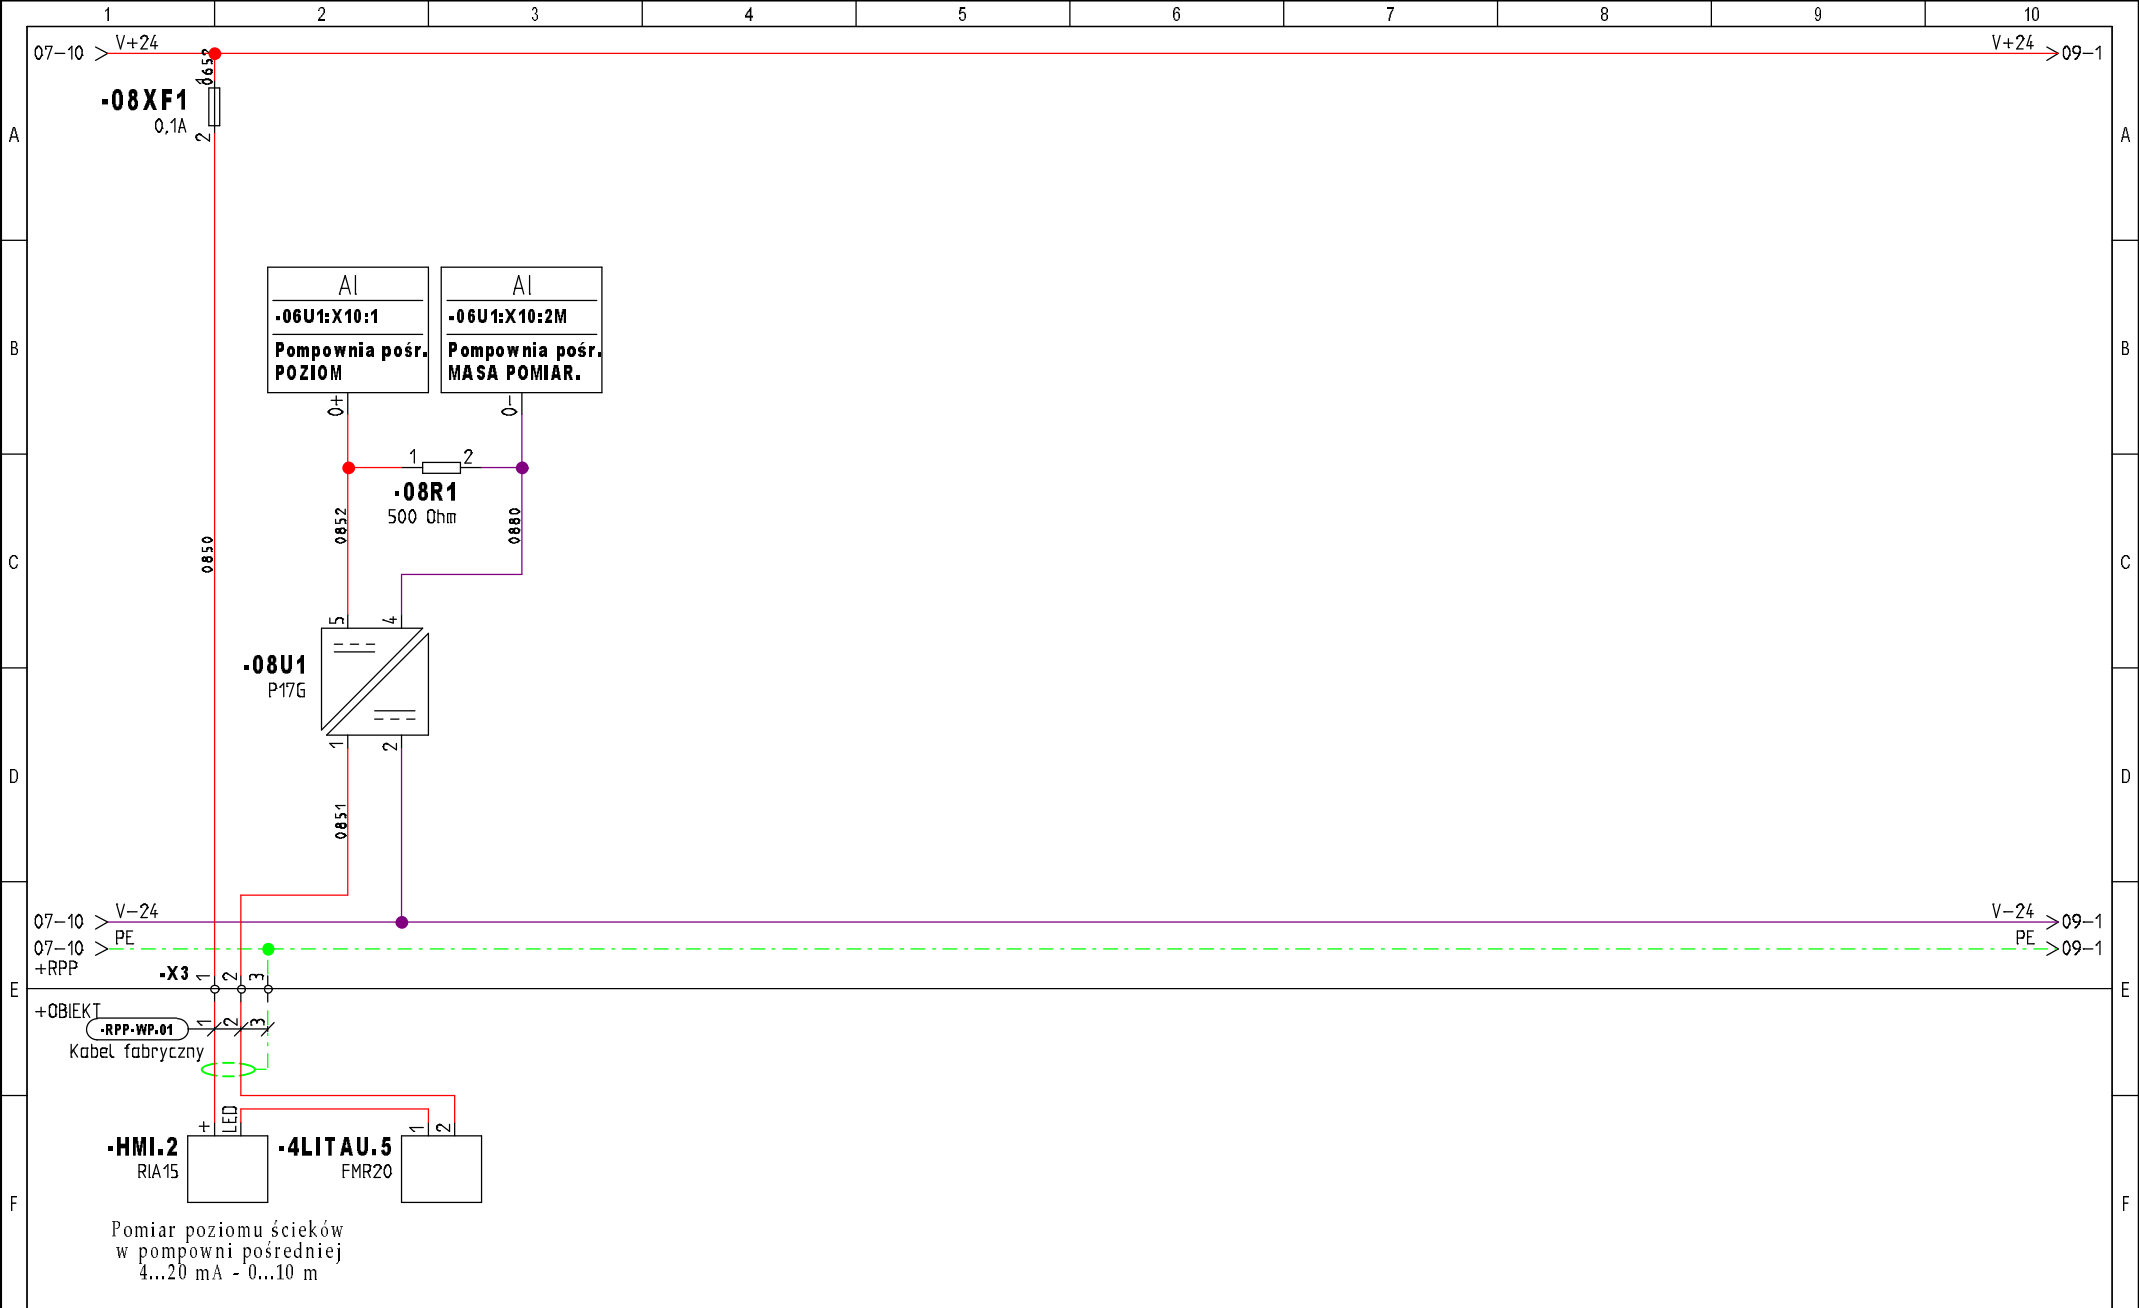 1 2 3 4 5 6 7 8 9 10
07-10 V+24 V+24 09-1
0652
1
-08XF1
0,1A
2
A A
AI AI
-06U1:X10:1 -06U1:X10:2M
B B
Pompownia pośr. Pompownia pośr.
POZIOM MASA POMIAR.
0+ 0-
1 2
-08R1
500 Ohm
0850 0852 0880
C C
5 4
-08U1
P17G
1 2
D D
0851
07-10 V-24 V-24 09-1
07-10 PE PE 09-1
+RPP
-X3 1 2 3
E E
+OBIEKT
-RPP-WP.01 1 2 3
Kabel fabryczny
+ LED 1 2
-HMI.2 -4LITAU.5
RIA15 FMR20
F F
Pomiar poziomu ścieków
w pompowni pośredniej
4...20 mA - 0...10 m